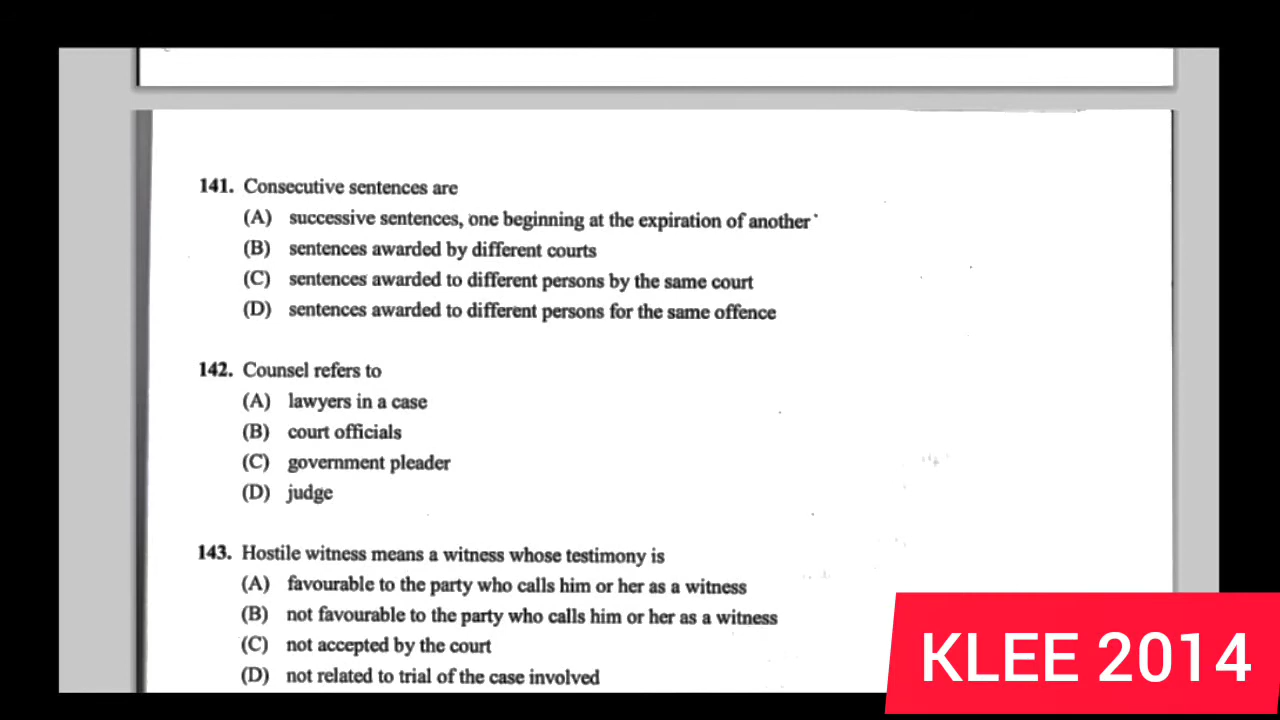 141. Consecutive sentences are
(A) successive sentences, one beginning at the expiration of another
(B) sentences awarded by different courts
(C) sentences awarded to different persons by the same court
(D) sentences awarded to different persons for the same offence
142. Counsel refers to
(A) lawyers in a case
(B) court officials
(C) government pleader
(D) judge
143. Hostile witness means a witness whose testimony is
(A) favourable to the party who calls him or her as a witness
(B) not favourable to the party who calls him or her as a witness
(C) not accepted by the court
(D) not related to trial of the case involved
KLEE 2014